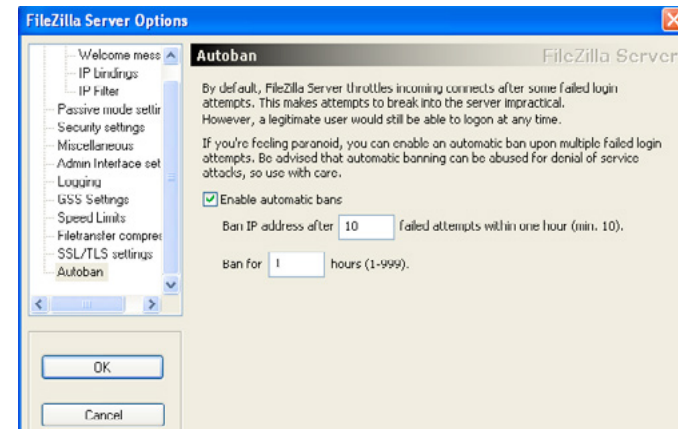 FileZilla Server Options
Welcome mess
IP bindings
IP Filter
Passive mode settir
Security settings
Miscellaneous
Admin Interface set
Logging
GSS Settings
Speed Limits
Filetransfer compres
SSL/TLS settings
Autoban
OK
Cancel
Autoban
FileZilla Server
By default, FileZilla Server throttles incoming connects after some failed login
attempts. This makes attempts to break into the server impractical.
However, a legitimate user would still be able to logon at any time.
If you're feeling paranoid, you can enable an automatic ban upon multiple failed login
attempts. Be advised that automatic banning can be abused for denial of service
attacks, so use with care.
Enable automatic bans
Ban IP address after 10 failed attempts within one hour (min. 10).
Ban for 1 hours (1-999).